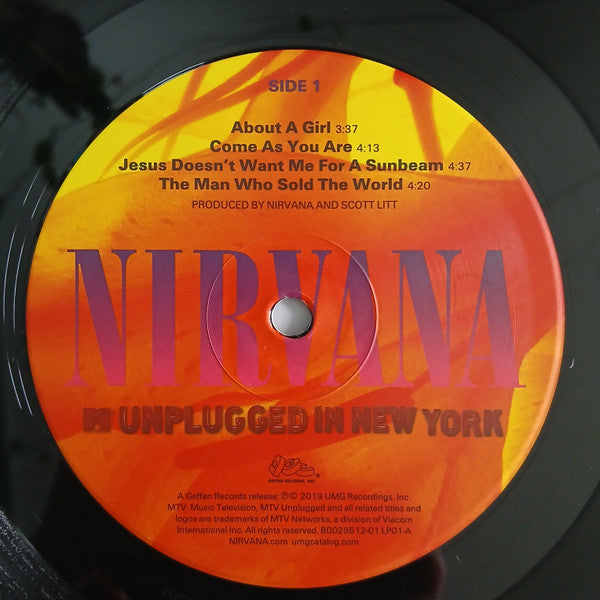 SIDE 1
About A Girl 3:37
Come As You Are 4:13
Jesus Doesn't Want Me For A Sunbeam 4:37
The Man Who Sold The World 4:20
PRODUCED BY NIRVANA AND SCOTT LITT
NIRVANA
UNPLUGGED IN NEW YORK
GEFFEN RECORDS, INC.
A Geffen Records release; ℗© 2019 UMG Recordings, Inc.
MTV: Music Television, MTV Unplugged and all related titles and
logos are trademarks of MTV Networks, a division of Viacom
International Inc. All rights reserved. B0029512-01 LP01-A
NIRVANA.com umgcatalog.com